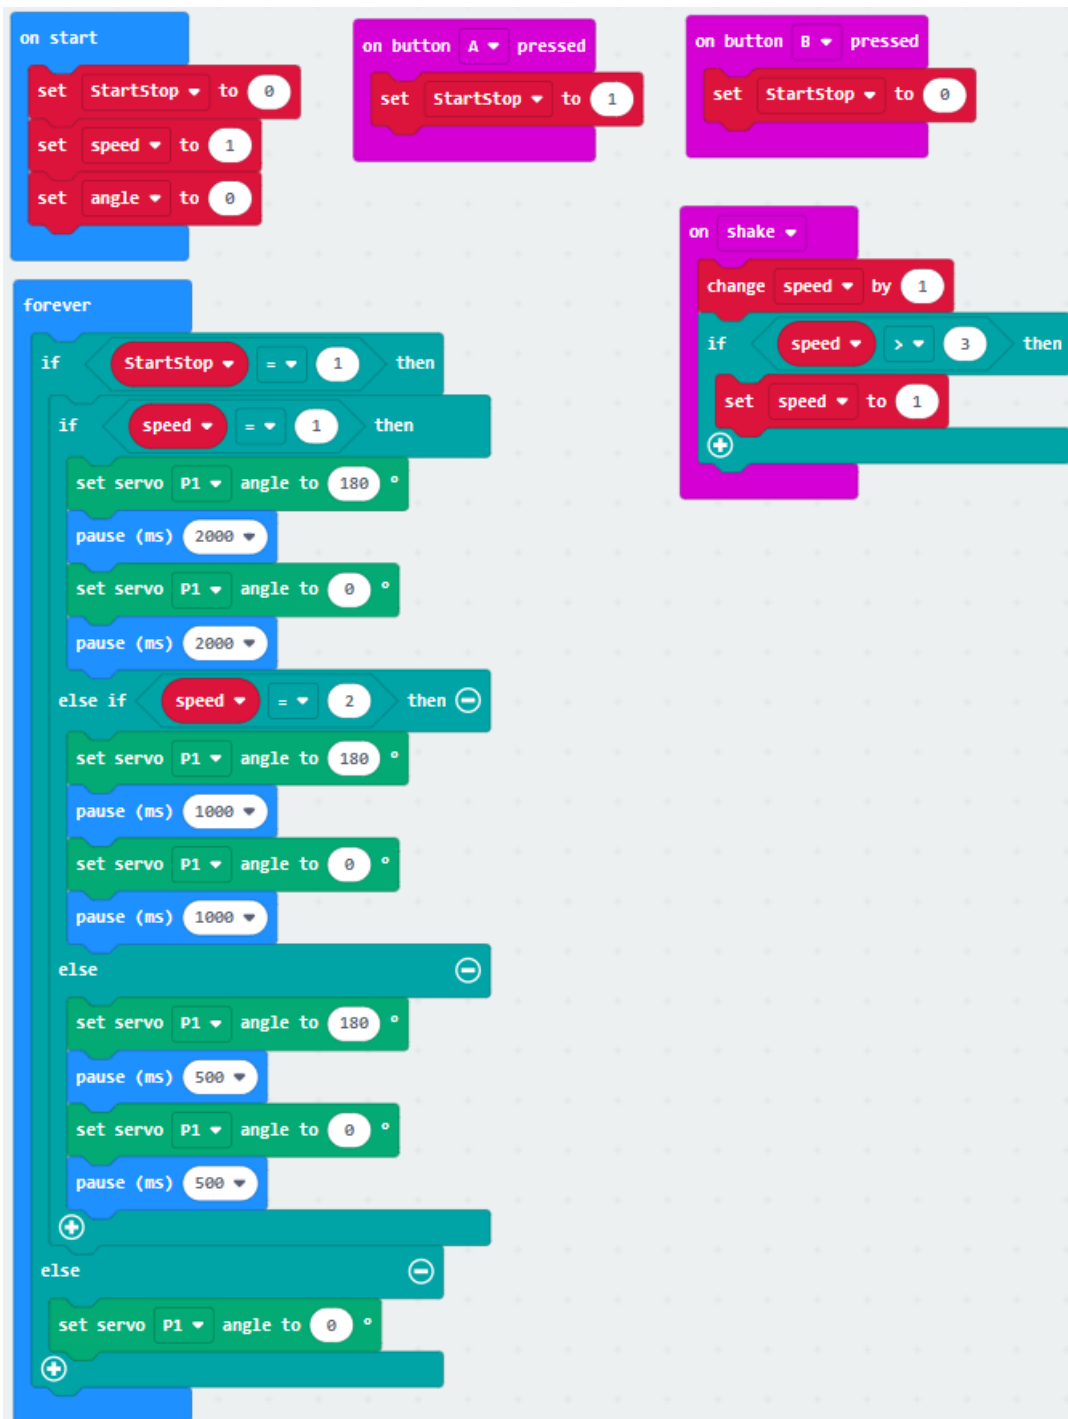 on start
set StartStop to 0
set speed to 1
set angle to 0
on button A pressed
set StartStop to 1
on button B pressed
set StartStop to 0
on shake
change speed by 1
if speed > 3 then
set speed to 1
forever
if StartStop = 1 then
if speed = 1 then
set servo P1 angle to 180 °
pause (ms) 2000
set servo P1 angle to 0 °
pause (ms) 2000
else if speed = 2 then
set servo P1 angle to 180 °
pause (ms) 1000
set servo P1 angle to 0 °
pause (ms) 1000
else
set servo P1 angle to 180 °
pause (ms) 500
set servo P1 angle to 0 °
pause (ms) 500
else
set servo P1 angle to 0 °